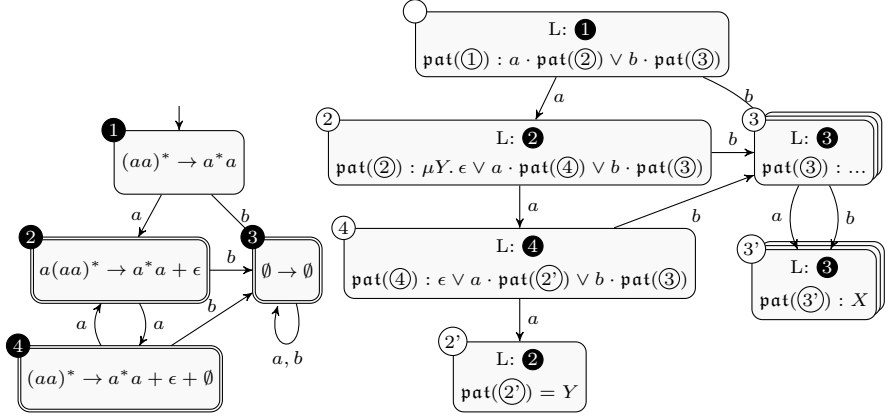 1
(aa)* → a*a
a
b
2
a(aa)* → a*a + ϵ
b
3
∅ → ∅
a
a
b
a, b
4
(aa)* → a*a + ϵ + ∅
L: 1
𝔭𝔞𝔱(①) : a · 𝔭𝔞𝔱(②) ∨ b · 𝔭𝔞𝔱(③)
a
b
2
L: 2
𝔭𝔞𝔱(②) : μY. ϵ ∨ a · 𝔭𝔞𝔱(④) ∨ b · 𝔭𝔞𝔱(③)
b
3
L: 3
𝔭𝔞𝔱(③) : ...
a
b
a
b
4
L: 4
𝔭𝔞𝔱(④) : ϵ ∨ a · 𝔭𝔞𝔱(2') ∨ b · 𝔭𝔞𝔱(③)
3'
L: 3
𝔭𝔞𝔱(3') : X
a
2'
L: 2
𝔭𝔞𝔱(2') = Y